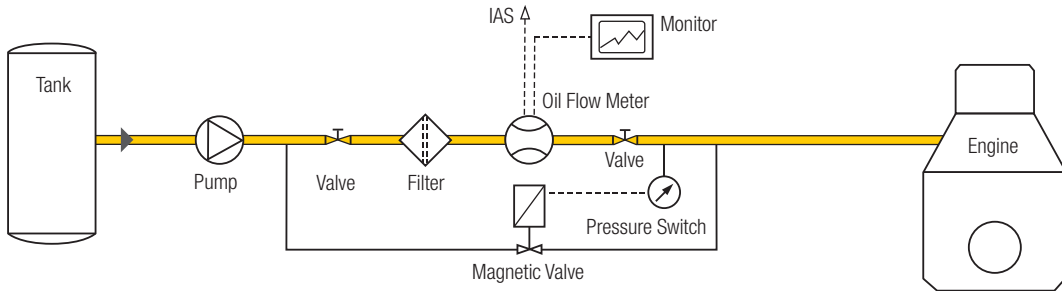 IAS
Monitor
Tank
Oil Flow Meter
Pump
Valve
Filter
Valve
Engine
Pressure Switch
Magnetic Valve